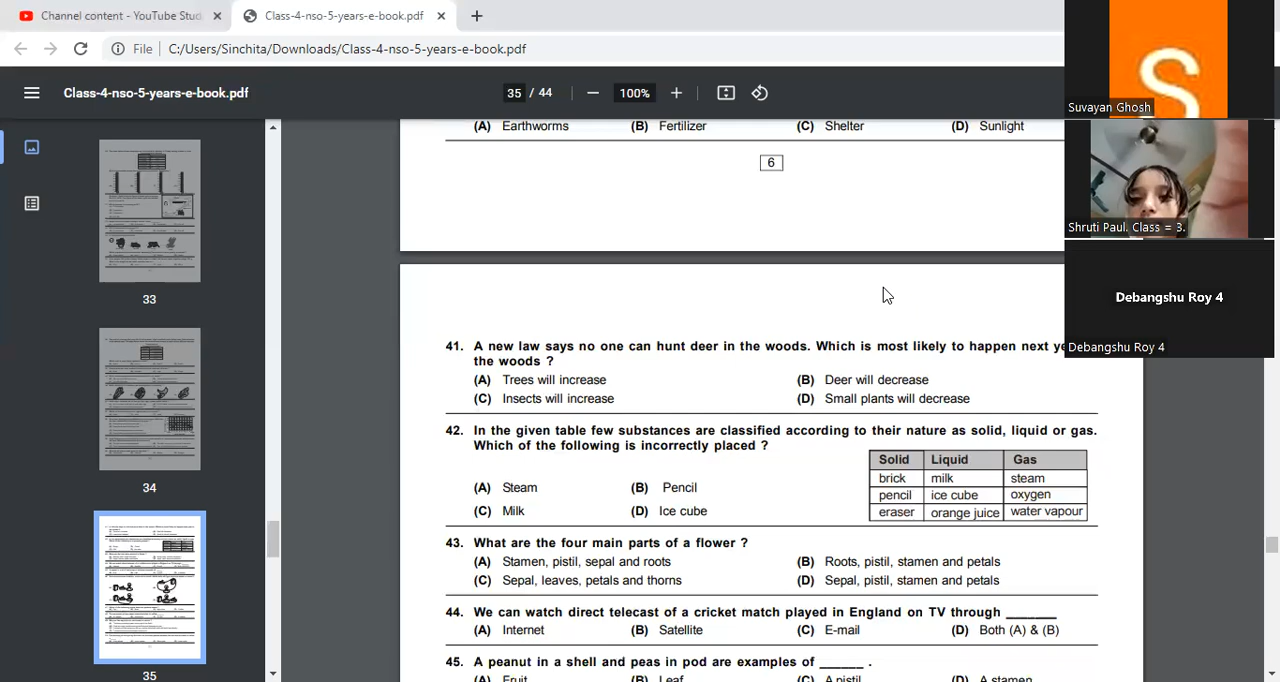 Channel content - YouTube Stud
Class-4-nso-5-years-e-book.pdf
File
C:/Users/Sinchita/Downloads/Class-4-nso-5-years-e-book.pdf
Class-4-nso-5-years-e-book.pdf
35 / 44
100%
33
34
35
(A) Earthworms (B) Fertilizer (C) Shelter (D) Sunlight
6
41. A new law says no one can hunt deer in the woods. Which is most likely to happen next ye
the woods ?
(A) Trees will increase (B) Deer will decrease
(C) Insects will increase (D) Small plants will decrease
42. In the given table few substances are classified according to their nature as solid, liquid or gas.
Which of the following is incorrectly placed ?
(A) Steam (B) Pencil
(C) Milk (D) Ice cube
Solid Liquid Gas
brick milk steam
pencil ice cube oxygen
eraser orange juice water vapour
43. What are the four main parts of a flower ?
(A) Stamen, pistil, sepal and roots (B) Roots, pistil, stamen and petals
(C) Sepal, leaves, petals and thorns (D) Sepal, pistil, stamen and petals
44. We can watch direct telecast of a cricket match played in England on TV through _______
(A) Internet (B) Satellite (C) E-mail (D) Both (A) & (B)
45. A peanut in a shell and peas in pod are examples of ______ .
(A) Fruit (B) Leaf (C) A pistil (D) A stamen
S
Suvayan Ghosh
Shruti Paul. Class = 3.
Debangshu Roy 4
Debangshu Roy 4